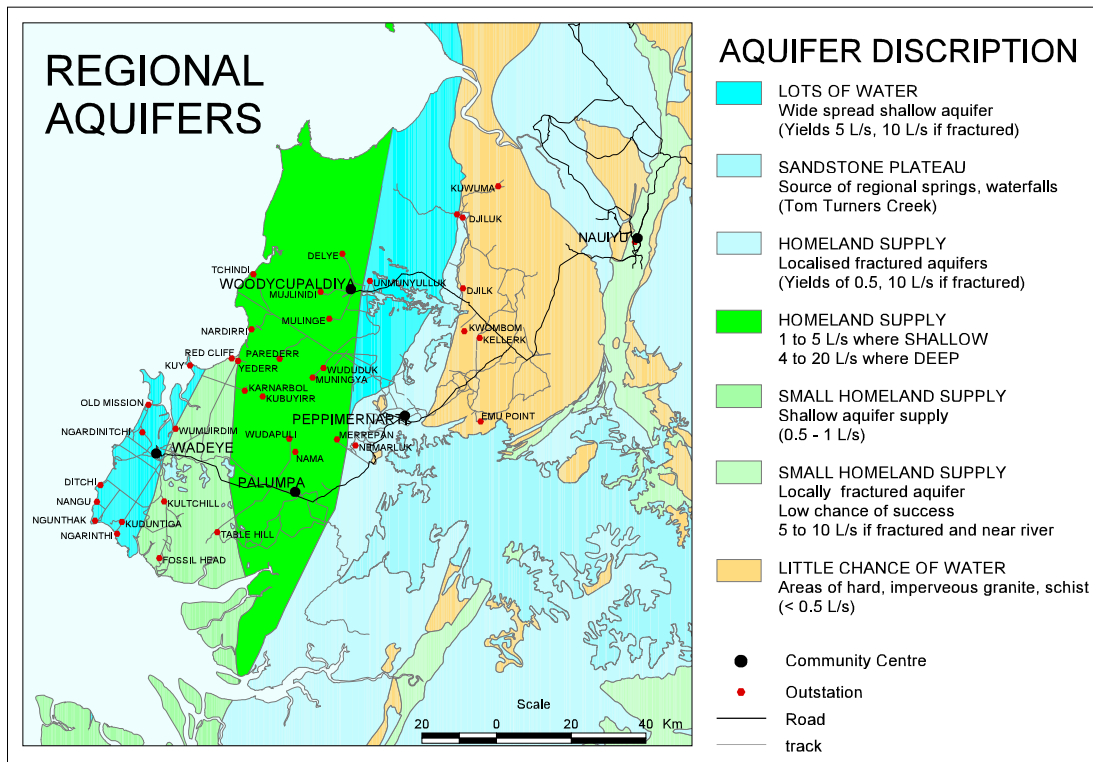 REGIONAL
AQUIFERS
KUWUMA
DJILUK
NAUIYU
DELYE
TCHINDI
WOODYCUPALDIYA
UNMUNYULLUK
MUJLINIDI
DJILK
MULINGE
NARDIRRI
KWOMBOM
KELLERK
RED CLIFF
PAREDERR
KUY
YEDERR
WUDUDUK
MUNINGYA
KARNARBOL
KUBUYIRR
OLD MISSION
PEPPIMERNARTI
EMU POINT
NGARDINITCHI
WUMUIRDIM
WUDAPULI
MERREPAN
NEMARLUK
WADEYE
NAMA
DITCHI
PALUMPA
NANGU
KULTCHILL
NGUNTHAK
KUDUNTIGA
NGARINTHI
TABLE HILL
FOSSIL HEAD
Scale
20 0 20 40 Km
AQUIFER DISCRIPTION
LOTS OF WATER
Wide spread shallow aquifer
(Yields 5 L/s, 10 L/s if fractured)
SANDSTONE PLATEAU
Source of regional springs, waterfalls
(Tom Turners Creek)
HOMELAND SUPPLY
Localised fractured aquifers
(Yields of 0.5, 10 L/s if fractured)
HOMELAND SUPPLY
1 to 5 L/s where SHALLOW
4 to 20 L/s where DEEP
SMALL HOMELAND SUPPLY
Shallow aquifer supply
(0.5 - 1 L/s)
SMALL HOMELAND SUPPLY
Locally fractured aquifer
Low chance of success
5 to 10 L/s if fractured and near river
LITTLE CHANCE OF WATER
Areas of hard, imperveous granite, schist
(< 0.5 L/s)
Community Centre
Outstation
Road
track